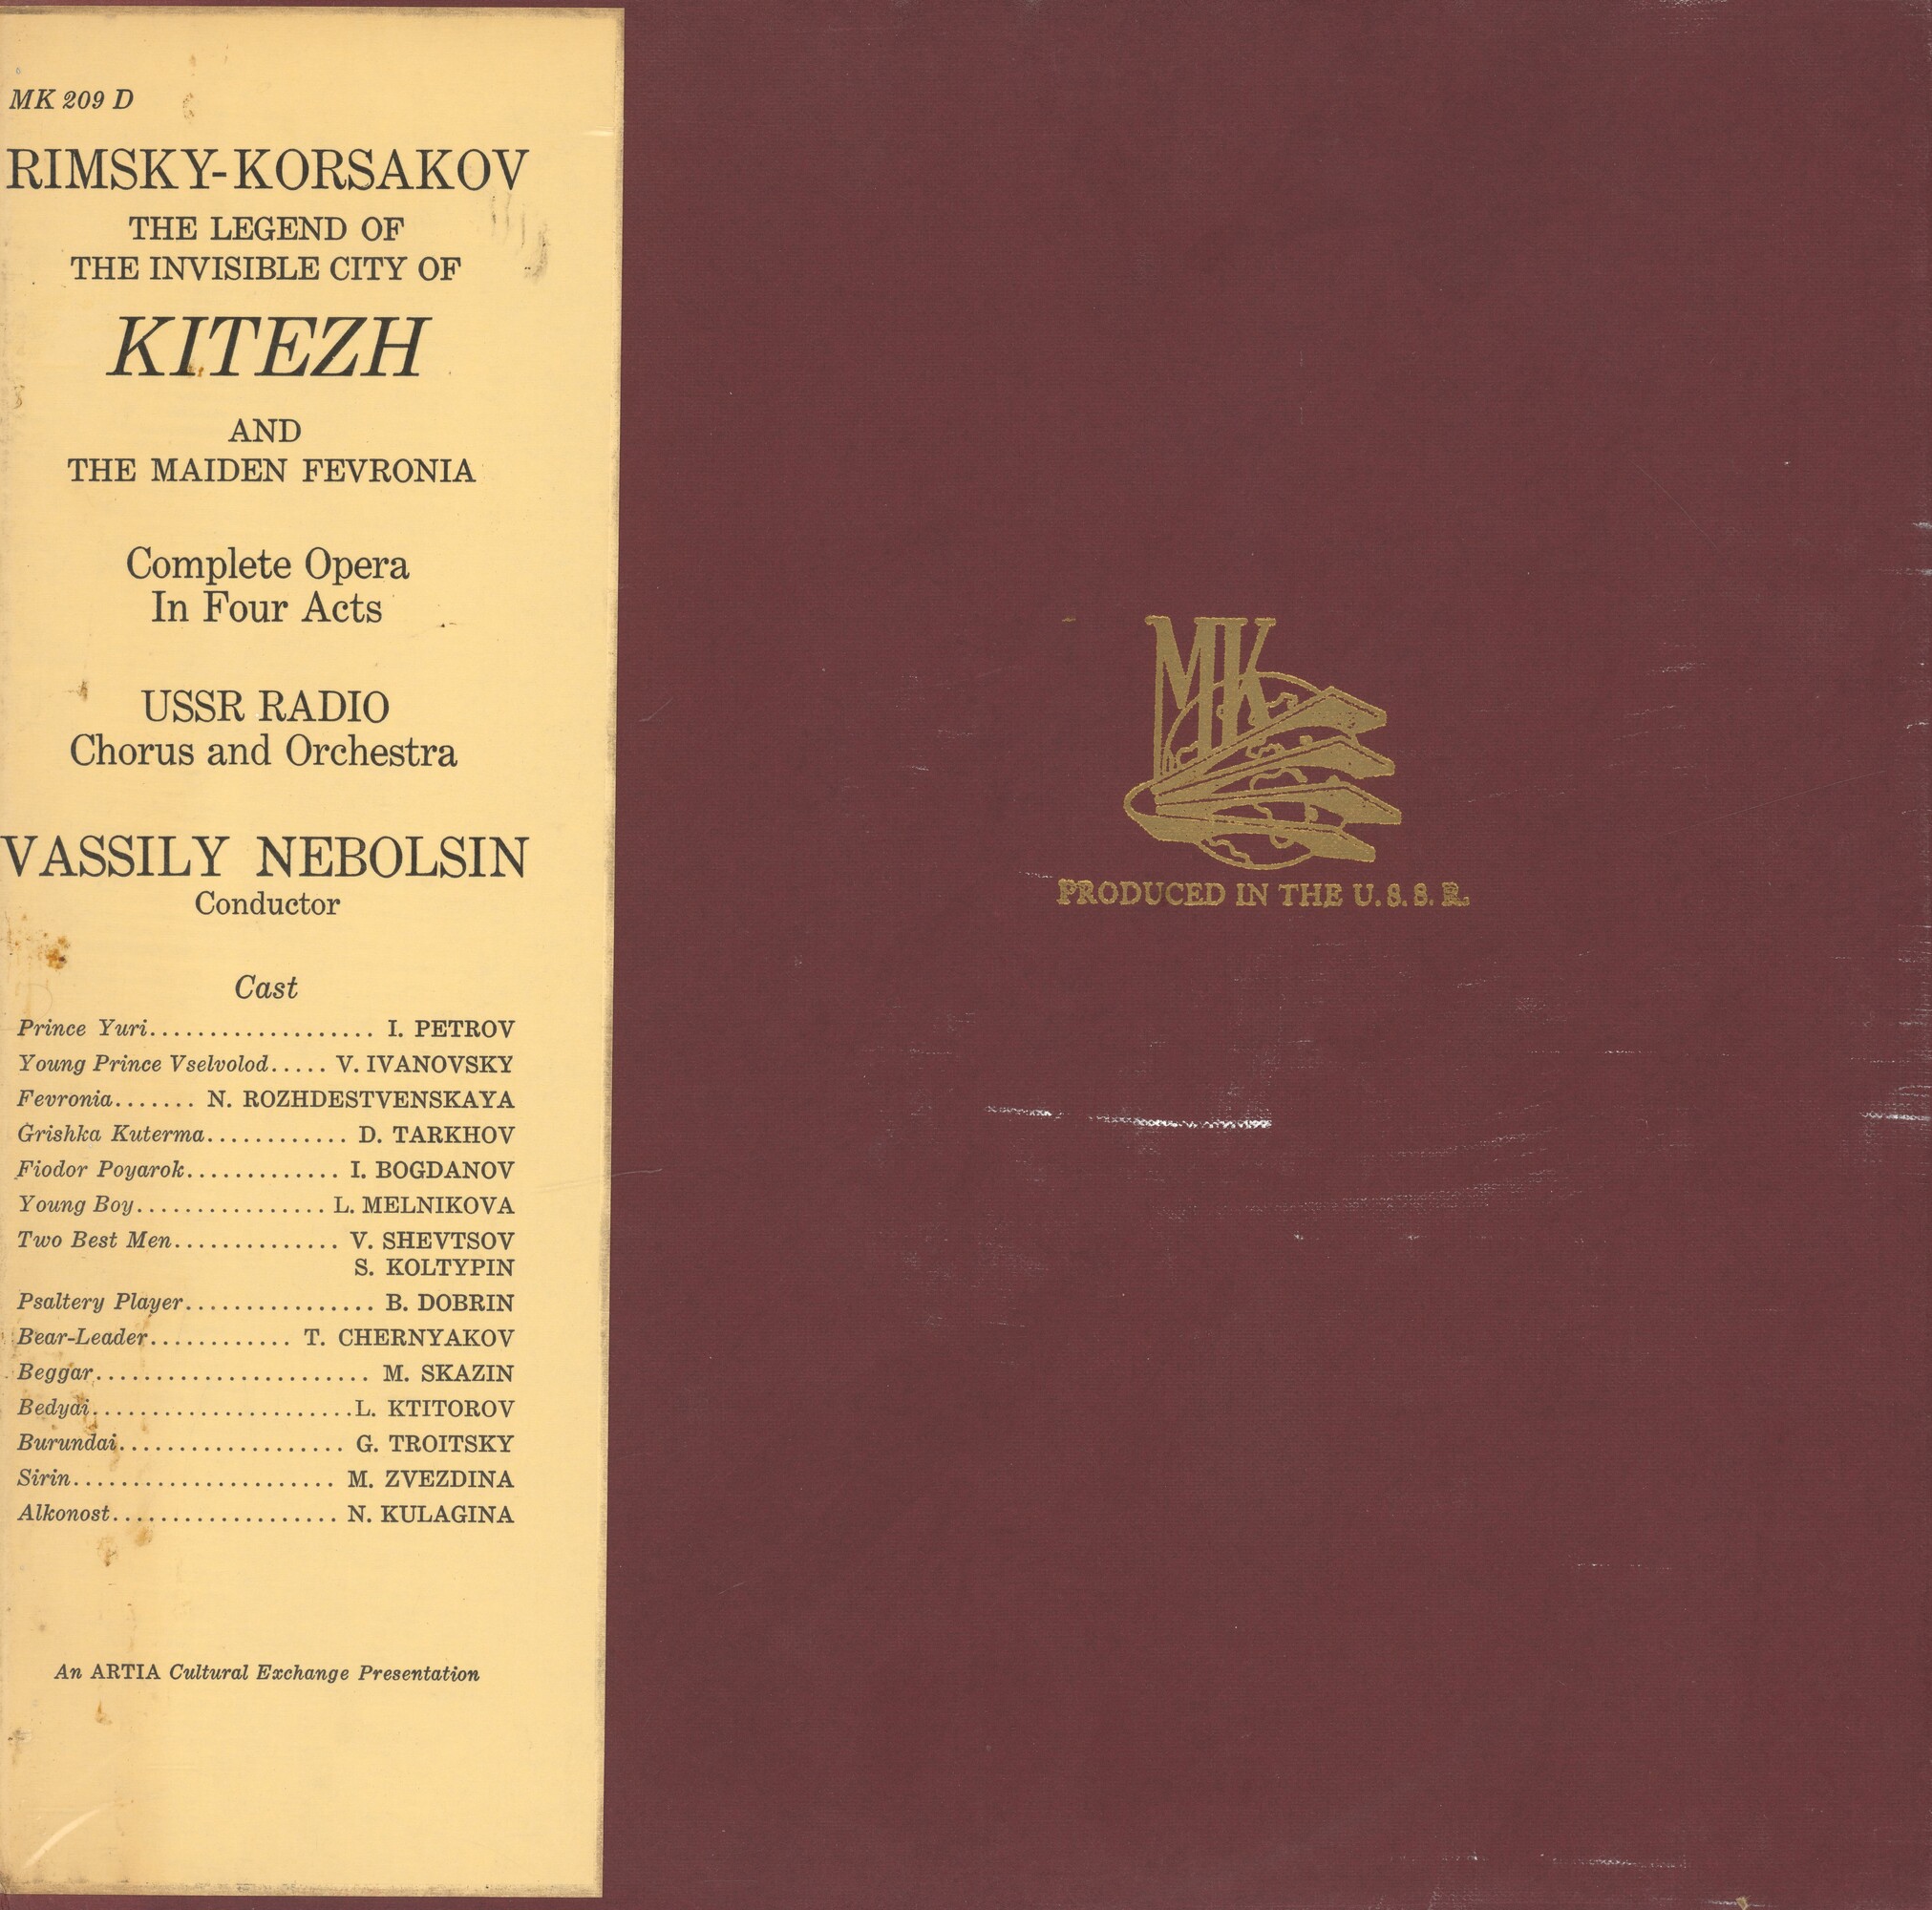 MK 209 D
RIMSKY-KORSAKOV
THE LEGEND OF
THE INVISIBLE CITY OF
KITEZH
AND
THE MAIDEN FEVRONIA
Complete Opera
In Four Acts
USSR RADIO
Chorus and Orchestra
VASSILY NEBOLSIN
Conductor
Cast
Prince Yuri................... I. PETROV
Young Prince Vselvolod..... V. IVANOVSKY
Fevronia....... N. ROZHDESTVENSKAYA
Grishka Kuterma............ D. TARKHOV
Fiodor Poyarok............. I. BOGDANOV
Young Boy................ L. MELNIKOVA
Two Best Men.............. V. SHEVTSOV
S. KOLTYPIN
Psaltery Player................ B. DOBRIN
Bear-Leader............ T. CHERNYAKOV
Beggar....................... M. SKAZIN
Bedyai......................L. KTITOROV
Burundai................... G. TROITSKY
Sirin...................... M. ZVEZDINA
Alkonost................... N. KULAGINA
An ARTIA Cultural Exchange Presentation
MK
PRODUCED IN THE U.S.S.R.